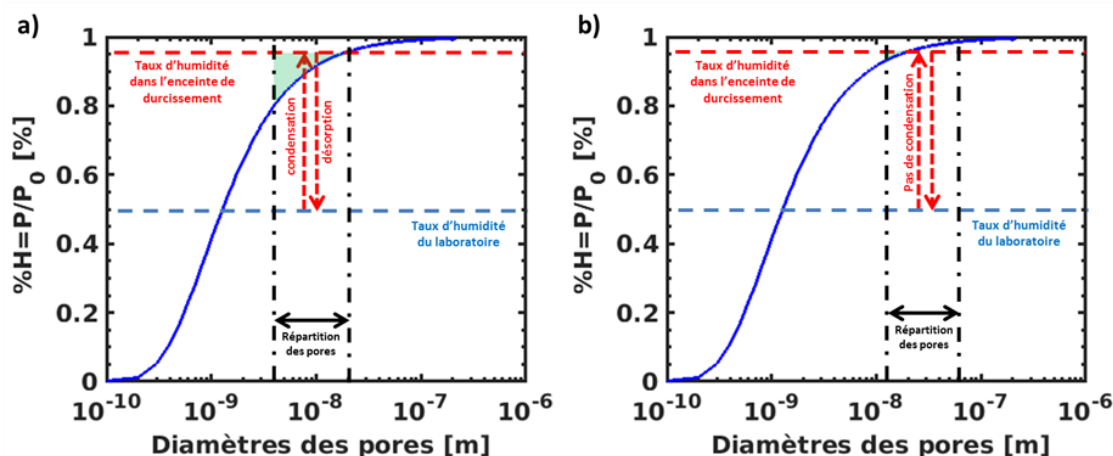 a)
%H=P/P0 [%]
1
0.8
0.6
0.4
0.2
0
Taux d'humidité
dans l'enceinte de
durcissement
condensation
désorption
Taux d'humidité
du laboratoire
Répartition
des pores
10-10
10-9
10-8
10-7
10-6
Diamètres des pores [m]
b)
%H=P/P0 [%]
1
0.8
0.6
0.4
0.2
0
Taux d'humidité
dans l'enceinte de
durcissement
Pas de condensation
Taux d'humidité
du laboratoire
Répartition
des pores
10-10
10-9
10-8
10-7
10-6
Diamètres des pores [m]